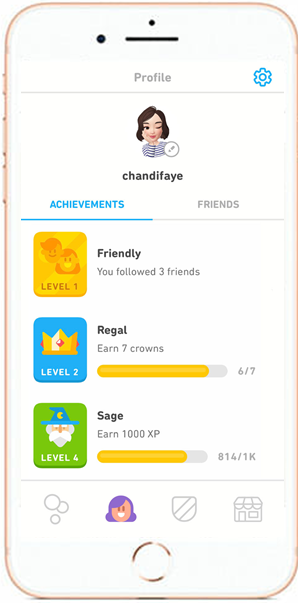 Profile
chandifaye
ACHIEVEMENTS FRIENDS
Friendly
You followed 3 friends
LEVEL 1
Regal
Earn 7 crowns
LEVEL 2
6/7
Sage
Earn 1000 XP
LEVEL 4
814/1K